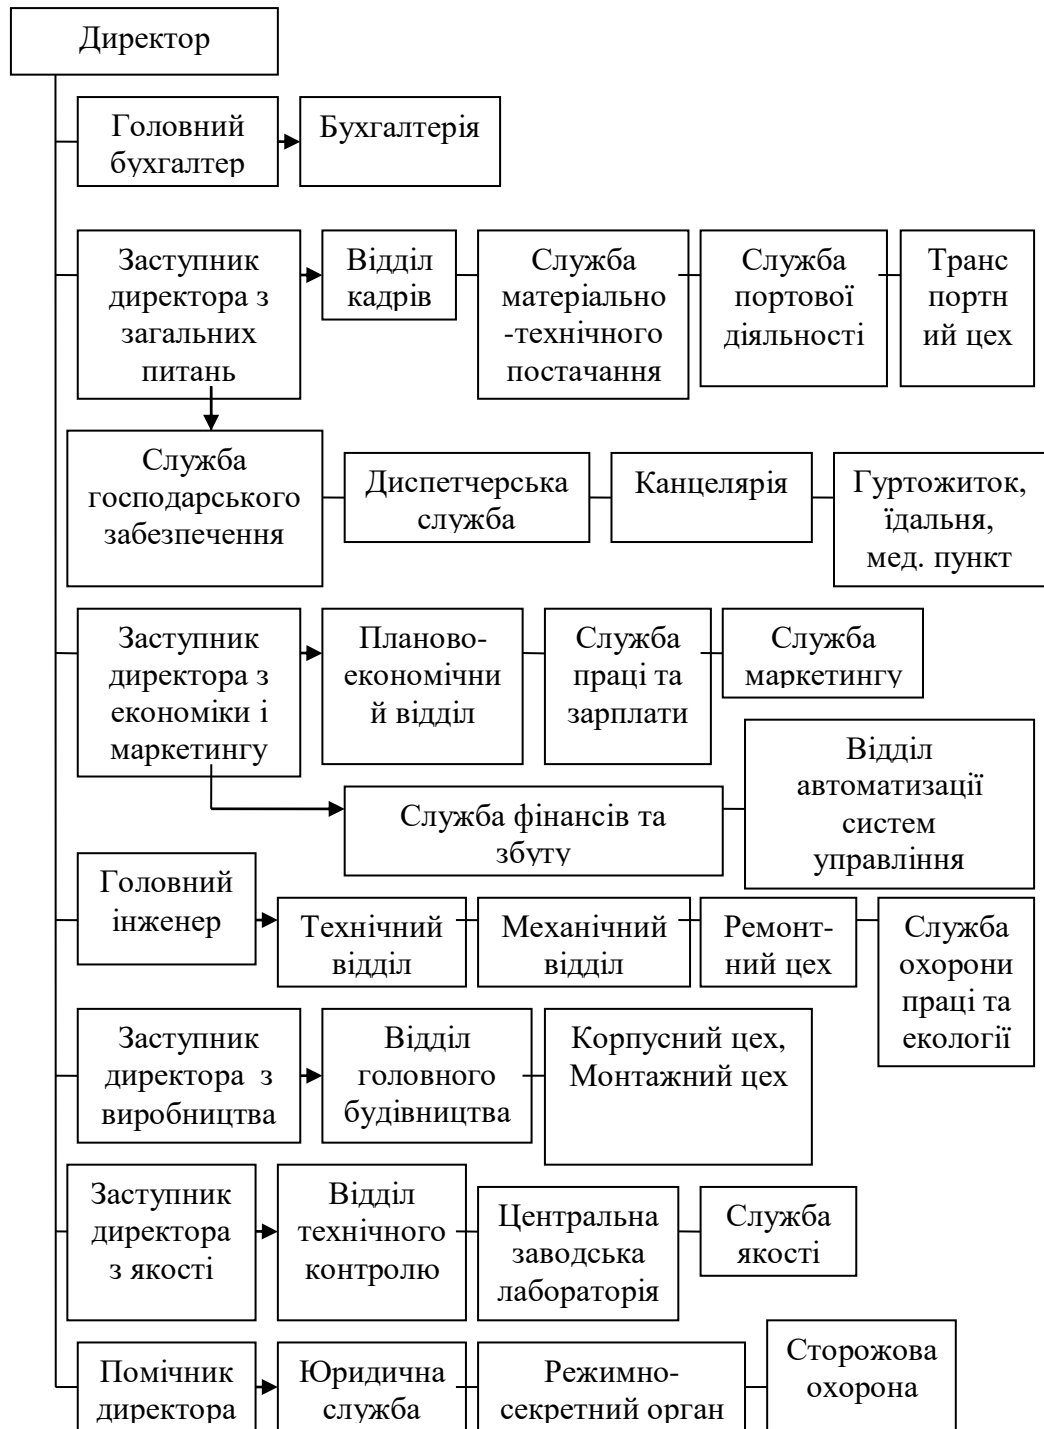 Директор
Головний
бухгалтер
Бухгалтерія
Заступник
директора з
загальних
питань
Відділ
кадрів
Служба
матеріально
-технічного
постачання
Служба
портової
діяльності
Транс
портн
ий цех
Служба
господарського
забезпечення
Диспетчерська
служба
Канцелярія
Гуртожиток,
їдальня,
мед. пункт
Заступник
директора з
економіки і
маркетингу
Планово-
економічни
й відділ
Служба
праці та
зарплати
Служба
маркетингу
Служба фінансів та
збуту
Відділ
автоматизації
систем
управління
Головний
інженер
Технічний
відділ
Механічний
відділ
Ремонт-
ний цех
Служба
охорони
праці та
екології
Заступник
директора з
виробництва
Відділ
головного
будівництва
Корпусний цех,
Монтажний цех
Заступник
директора
з якості
Відділ
технічного
контролю
Центральна
заводська
лабораторія
Служба
якості
Помічник
директора
Юридична
служба
Режимно-
секретний орган
Сторожова
охорона